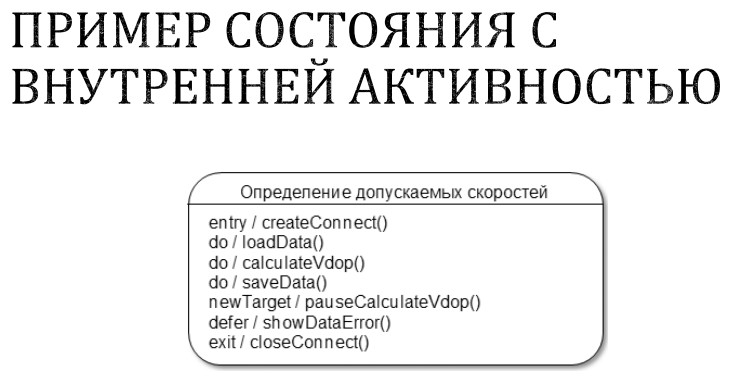 ПРИМЕР СОСТОЯНИЯ С
ВНУТРЕННЕЙ АКТИВНОСТЬЮ
Определение допускаемых скоростей
entry / createConnect()
do / loadData()
do / calculateVdop()
do / saveData()
newTarget / pauseCalculateVdop()
defer / showDataError()
exit / closeConnect()